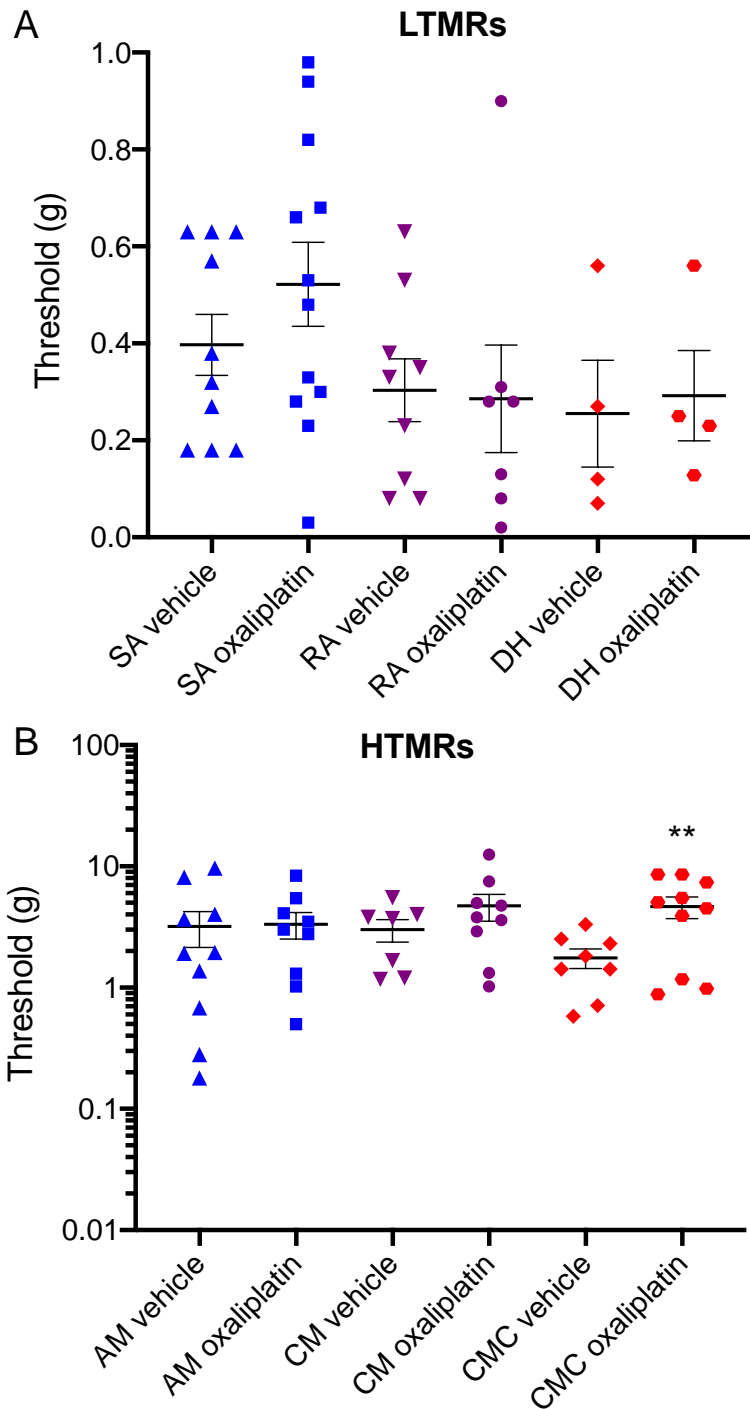 A
LTMRs
1.0
0.8
0.6
0.4
0.2
0.0
Threshold (g)
SA vehicle
SA oxaliplatin
RA vehicle
RA oxaliplatin
DH vehicle
DH oxaliplatin
B
HTMRs
100
10
1
0.1
0.01
Threshold (g)
**
AM vehicle
AM oxaliplatin
CM vehicle
CM oxaliplatin
CMC vehicle
CMC oxaliplatin